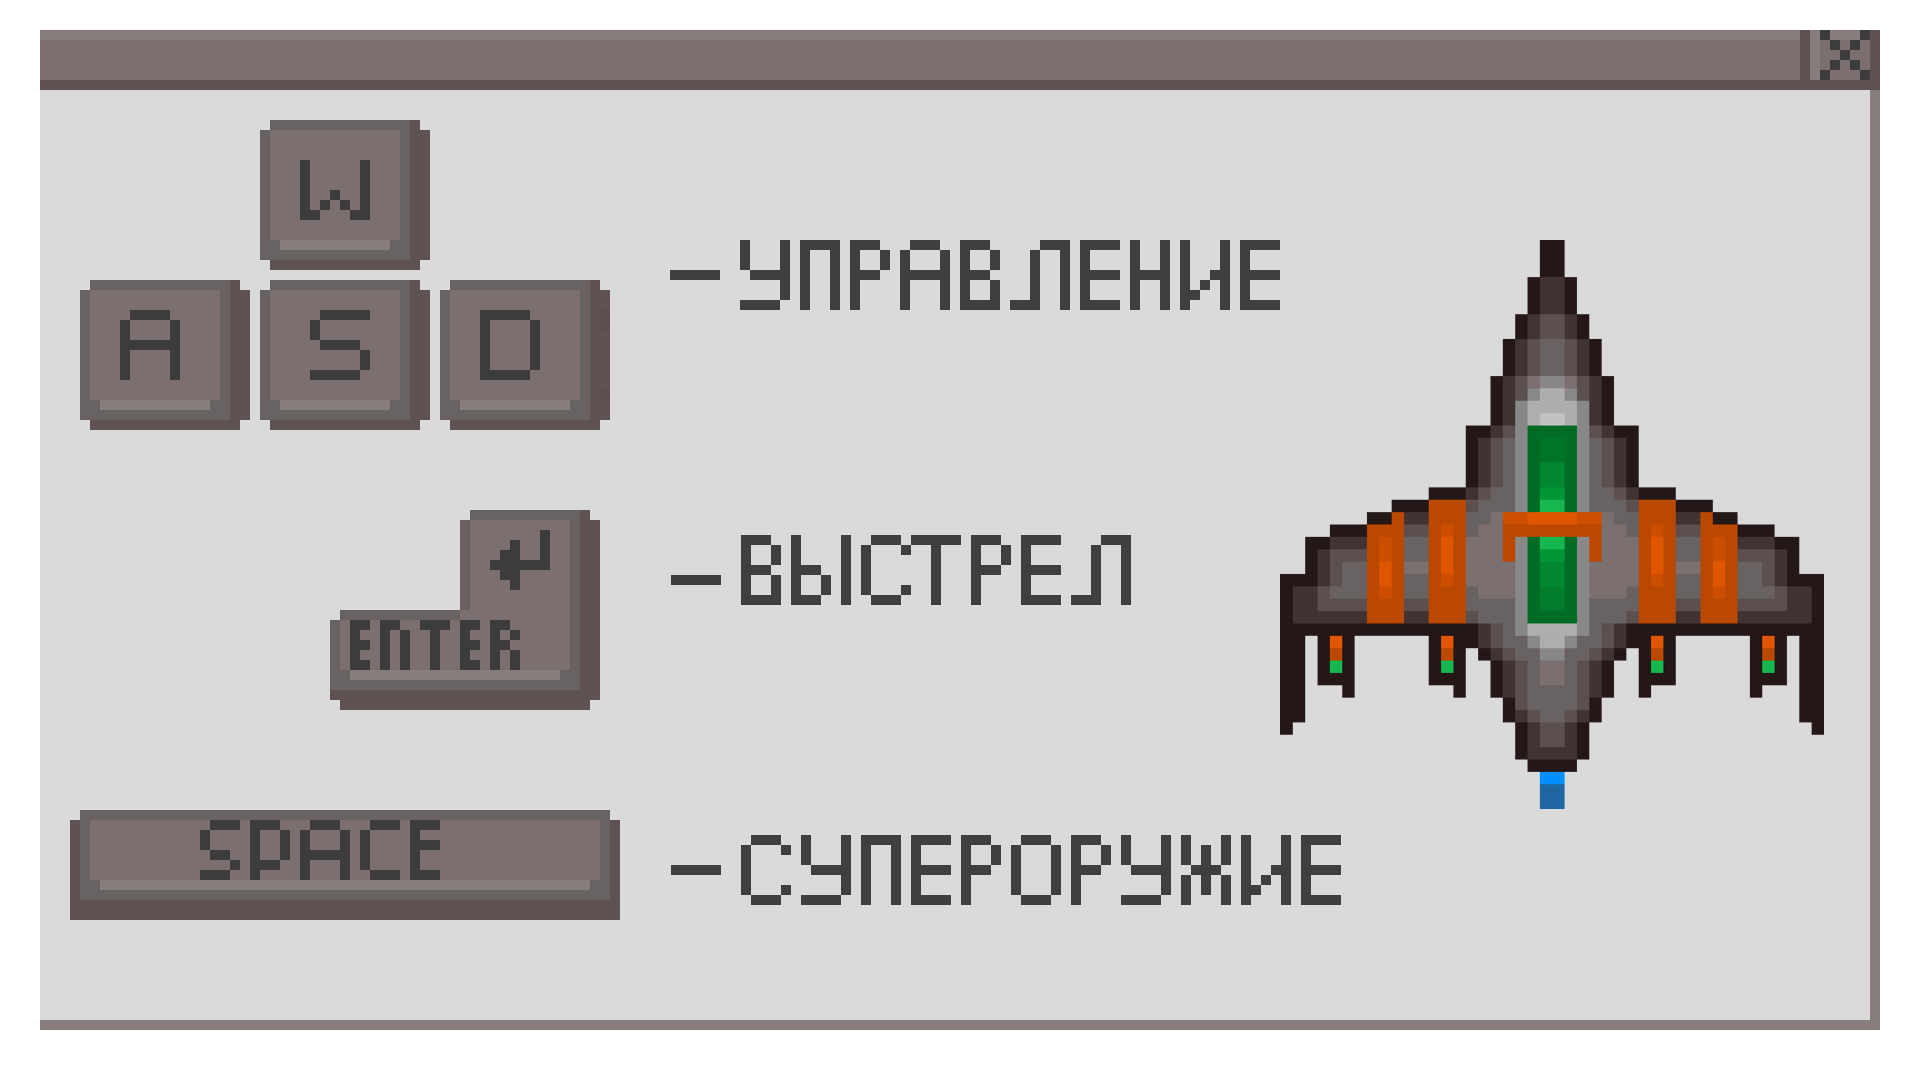 W
A S D – УПРАВЛЕНИЕ
ENTER – ВЫСТРЕЛ
SPACE – СУПЕРОРУЖИЕ